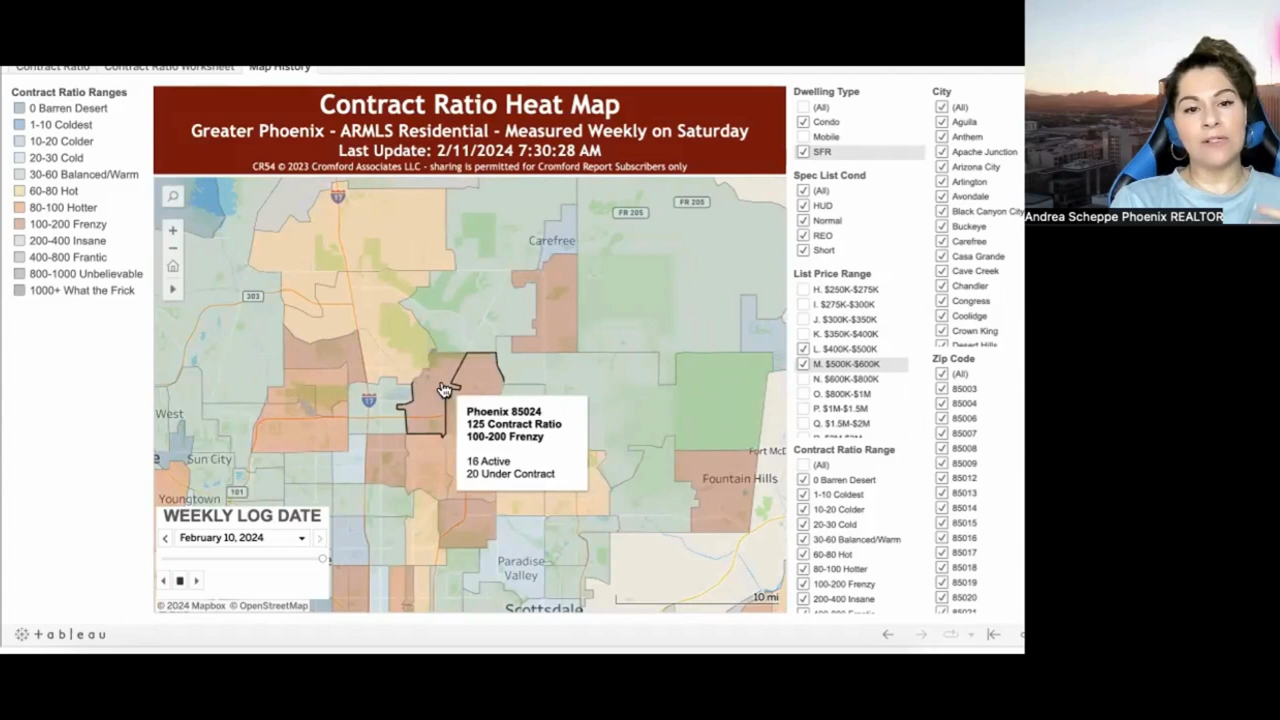 Contract Ratio Contract Ratio Worksheet Map History
Contract Ratio Ranges
0 Barren Desert
1-10 Coldest
10-20 Colder
20-30 Cold
30-60 Balanced/Warm
60-80 Hot
80-100 Hotter
100-200 Frenzy
200-400 Insane
400-800 Frantic
800-1000 Unbelievable
1000+ What the Frick
Contract Ratio Heat Map
Greater Phoenix - ARMLS Residential - Measured Weekly on Saturday
Last Update: 2/11/2024 7:30:28 AM
CR54 © 2023 Cromford Associates LLC - sharing is permitted for Cromford Report Subscribers only
17
FR 205
FR 205
Carefree
303
17
West
Sun City
101
Youngtown
Fort McD
Fountain Hills
Paradise
Valley
Scottsdale
10 mi
Phoenix 85024
125 Contract Ratio
100-200 Frenzy
16 Active
20 Under Contract
WEEKLY LOG DATE
February 10, 2024
© 2024 Mapbox © OpenStreetMap
Dwelling Type
(All)
Condo
Mobile
SFR
Spec List Cond
(All)
HUD
Normal
REO
Short
List Price Range
H. $250K-$275K
I. $275K-$300K
J. $300K-$350K
K. $350K-$400K
L. $400K-$500K
M. $500K-$600K
N. $600K-$800K
O. $800K-$1M
P. $1M-$1.5M
Q. $1.5M-$2M
Contract Ratio Range
(All)
0 Barren Desert
1-10 Coldest
10-20 Colder
20-30 Cold
30-60 Balanced/Warm
60-80 Hot
80-100 Hotter
100-200 Frenzy
200-400 Insane
City
(All)
Aguila
Anthem
Apache Junction
Arizona City
Arlington
Avondale
Black Canyon City
Buckeye
Carefree
Casa Grande
Cave Creek
Chandler
Congress
Coolidge
Crown King
Desert Hills
Zip Code
(All)
85003
85004
85006
85007
85008
85009
85012
85013
85014
85015
85016
85017
85018
85019
85020
85021
+ableau
Andrea Scheppe Phoenix REALTOR